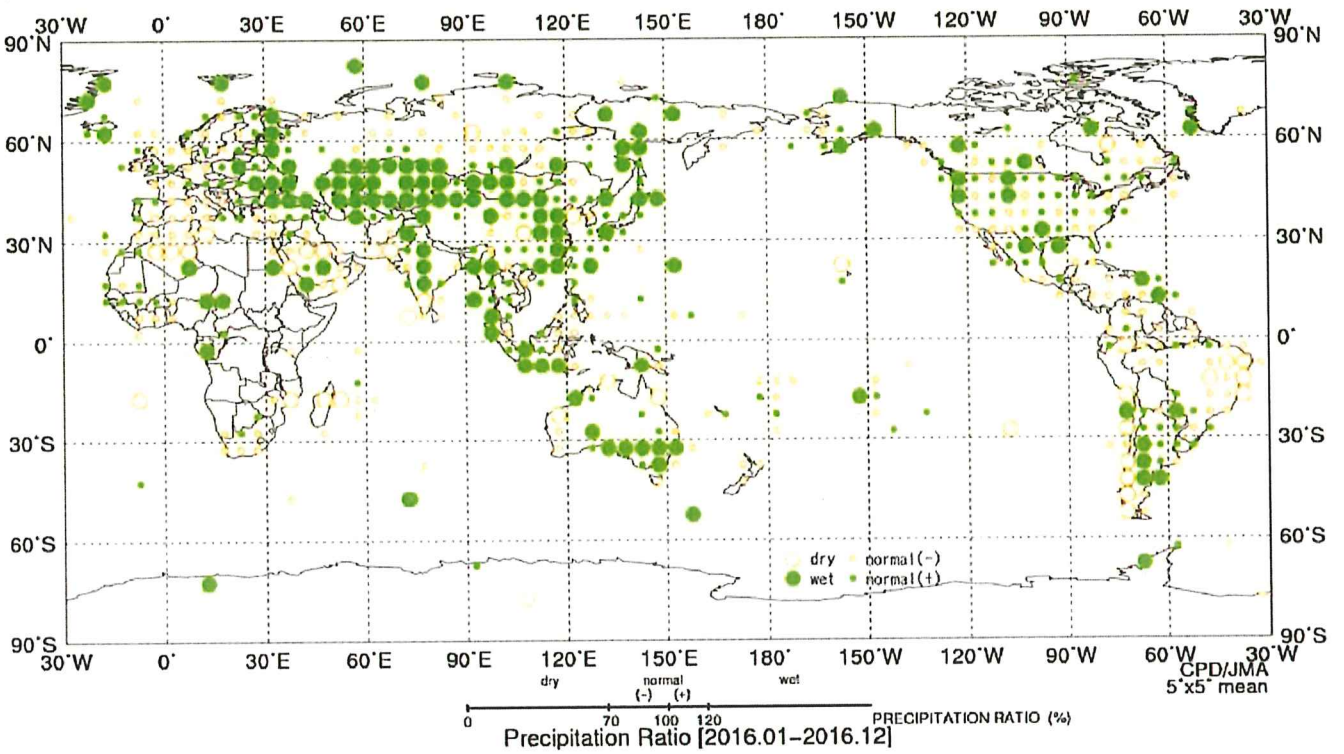 30°W 0° 30°E 60°E 90°E 120°E 150°E 180° 150°W 120°W 90°W 60°W 30°W
90°N 90°N
60°N 60°N
30°N 30°N
0° 0°
30°S 30°S
60°S 60°S
dry normal(-)
wet normal(+)
90°S 90°S
30°W 0° 30°E 60°E 90°E 120°E 150°E 180° 150°W 120°W 90°W 60°W 30°W
CPD/JMA
5°x5° mean
dry normal wet
(-) (+)
0 70 100 120 PRECIPITATION RATIO (%)
Precipitation Ratio [2016.01-2016.12]